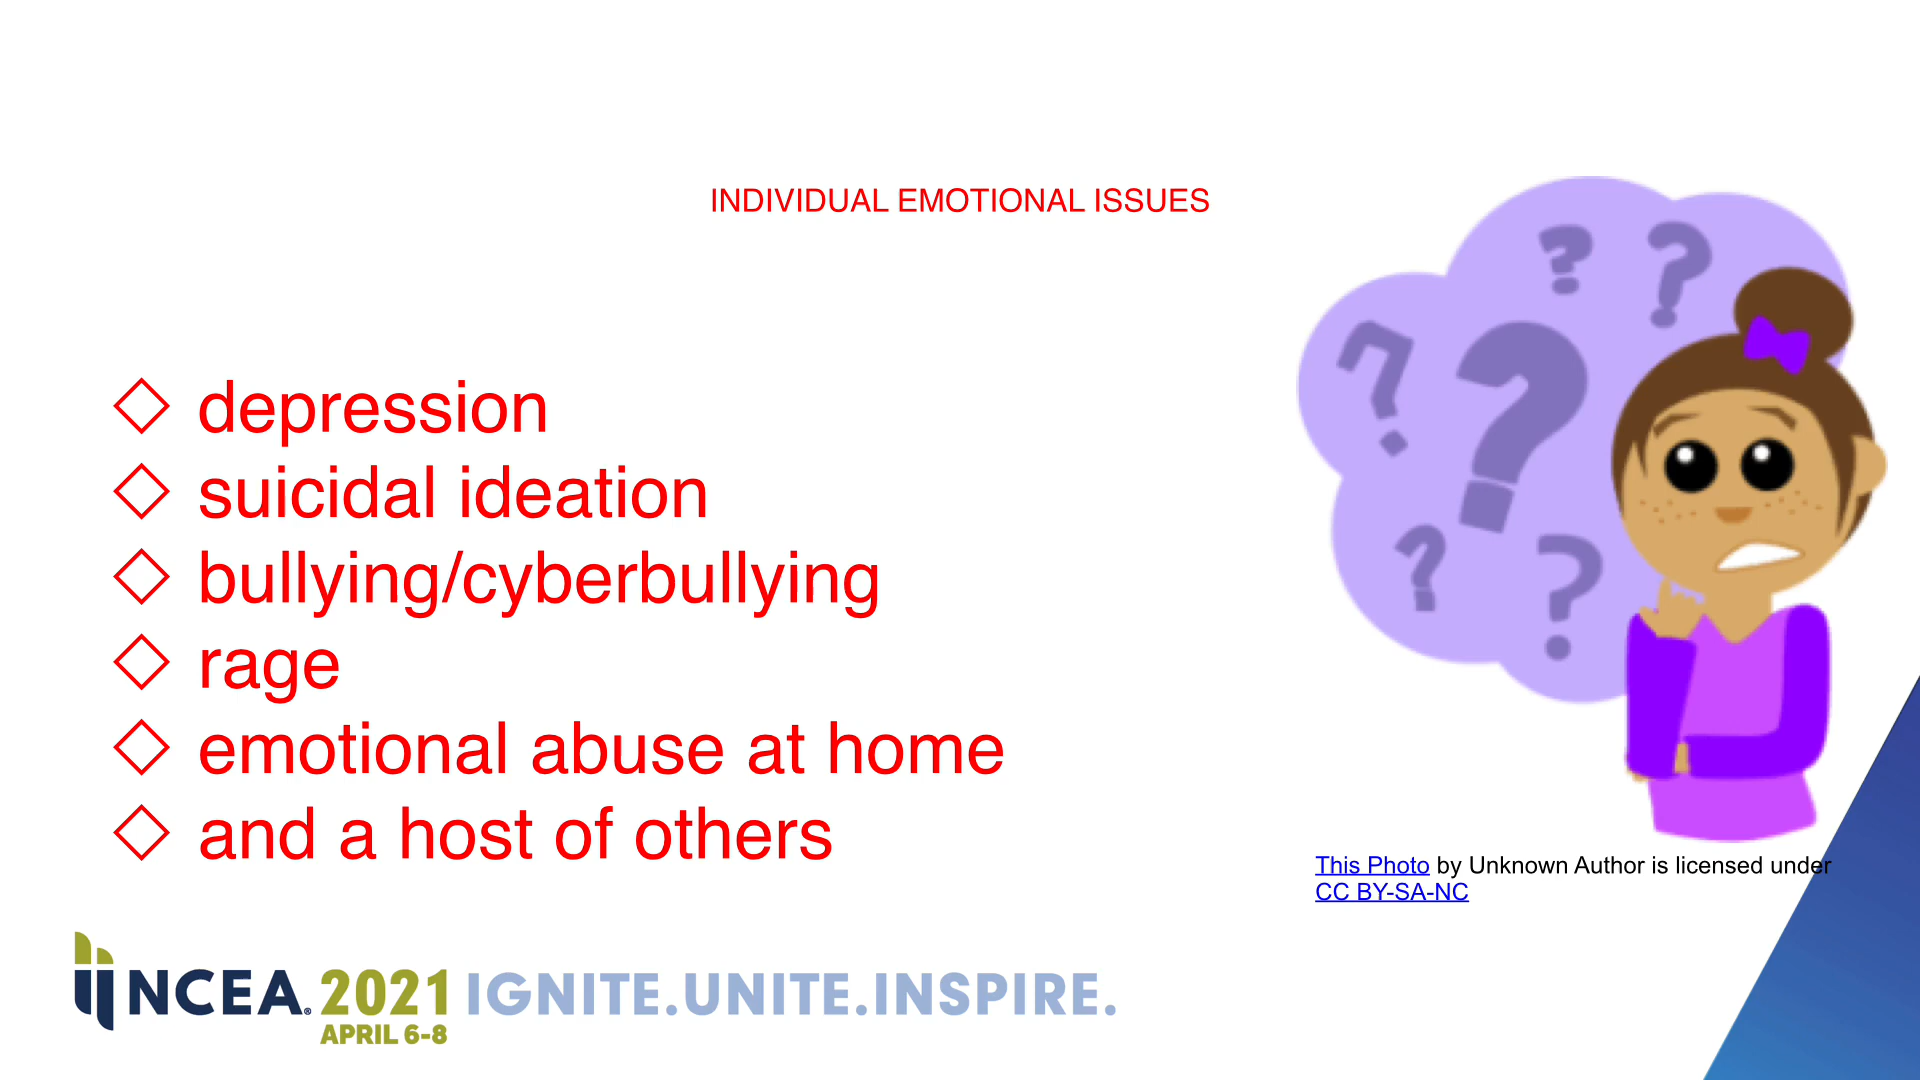 INDIVIDUAL EMOTIONAL ISSUES
depression
suicidal ideation
bullying/cyberbullying
rage
emotional abuse at home
and a host of others
? ? ? ? ? ?
This Photo by Unknown Author is licensed under
CC BY-SA-NC
NCEA® 2021 IGNITE.UNITE.INSPIRE.
APRIL 6-8